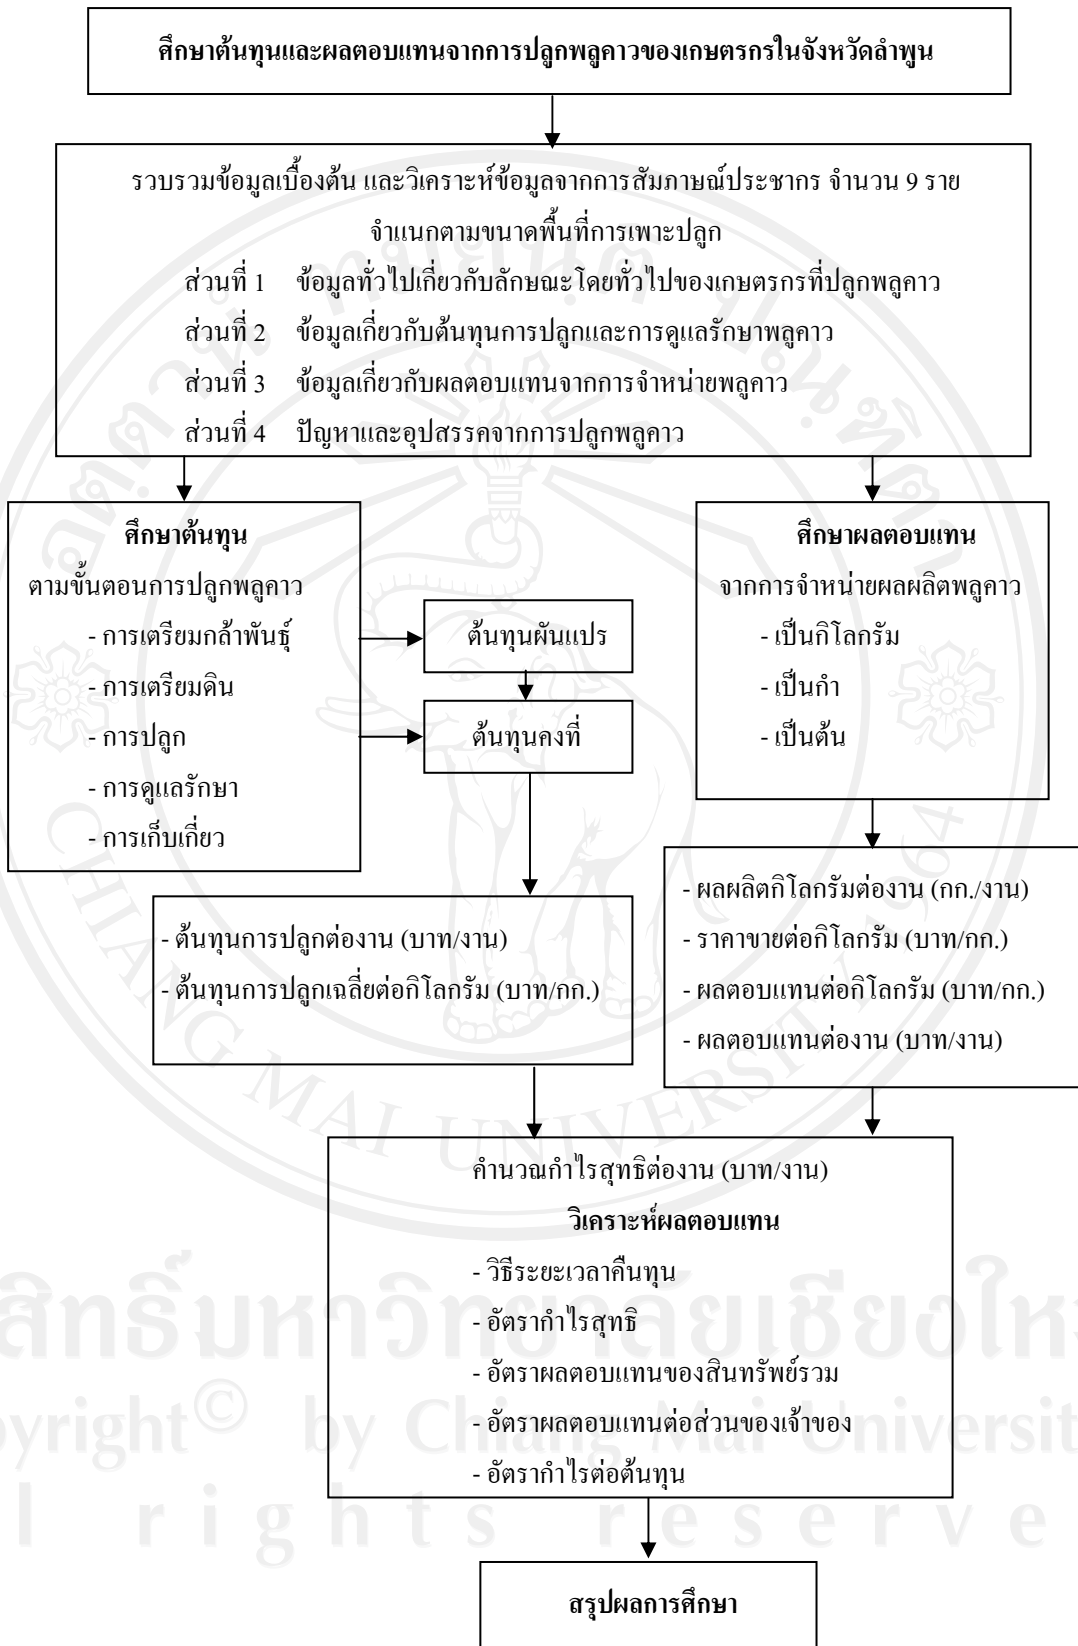 ศึกษาต้นทุนและผลตอบแทนจากการปลูกพลูคาวของเกษตรกรในจังหวัดลำพูน
รวบรวมข้อมูลเบื้องต้น และวิเคราะห์ข้อมูลจากการสัมภาษณ์ประชากร จำนวน 9 ราย
จำแนกตามขนาดพื้นที่การเพาะปลูก
ส่วนที่ 1 ข้อมูลทั่วไปเกี่ยวกับลักษณะโดยทั่วไปของเกษตรกรที่ปลูกพลูคาว
ส่วนที่ 2 ข้อมูลเกี่ยวกับต้นทุนการปลูกและการดูแลรักษาพลูคาว
ส่วนที่ 3 ข้อมูลเกี่ยวกับผลตอบแทนจากการจำหน่ายพลูคาว
ส่วนที่ 4 ปัญหาและอุปสรรคจากการปลูกพลูคาว
ศึกษาต้นทุน
ตามขั้นตอนการปลูกพลูคาว
- การเตรียมกล้าพันธุ์
- การเตรียมดิน
- การปลูก
- การดูแลรักษา
- การเก็บเกี่ยว
ต้นทุนผันแปร
ต้นทุนคงที่
ศึกษาผลตอบแทน
จากการจำหน่ายผลผลิตพลูคาว
- เป็นกิโลกรัม
- เป็นกำ
- เป็นต้น
- ต้นทุนการปลูกต่องาน (บาท/งาน)
- ต้นทุนการปลูกเฉลี่ยต่อกิโลกรัม (บาท/กก.)
- ผลผลิตกิโลกรัมต่องาน (กก./งาน)
- ราคาขายต่อกิโลกรัม (บาท/กก.)
- ผลตอบแทนต่อกิโลกรัม (บาท/กก.)
- ผลตอบแทนต่องาน (บาท/งาน)
คำนวณกำไรสุทธิต่องาน (บาท/งาน)
วิเคราะห์ผลตอบแทน
- วิธีระยะเวลาคืนทุน
- อัตรากำไรสุทธิ
- อัตราผลตอบแทนของสินทรัพย์รวม
- อัตราผลตอบแทนต่อส่วนของเจ้าของ
- อัตรากำไรต่อต้นทุน
สรุปผลการศึกษา
CHIANG MAI UNIVERSITY 1964
สิทธิ์มหาวิทยาลัยเชียงให
pyright© by Chiang Mai Universit
l rights reserve